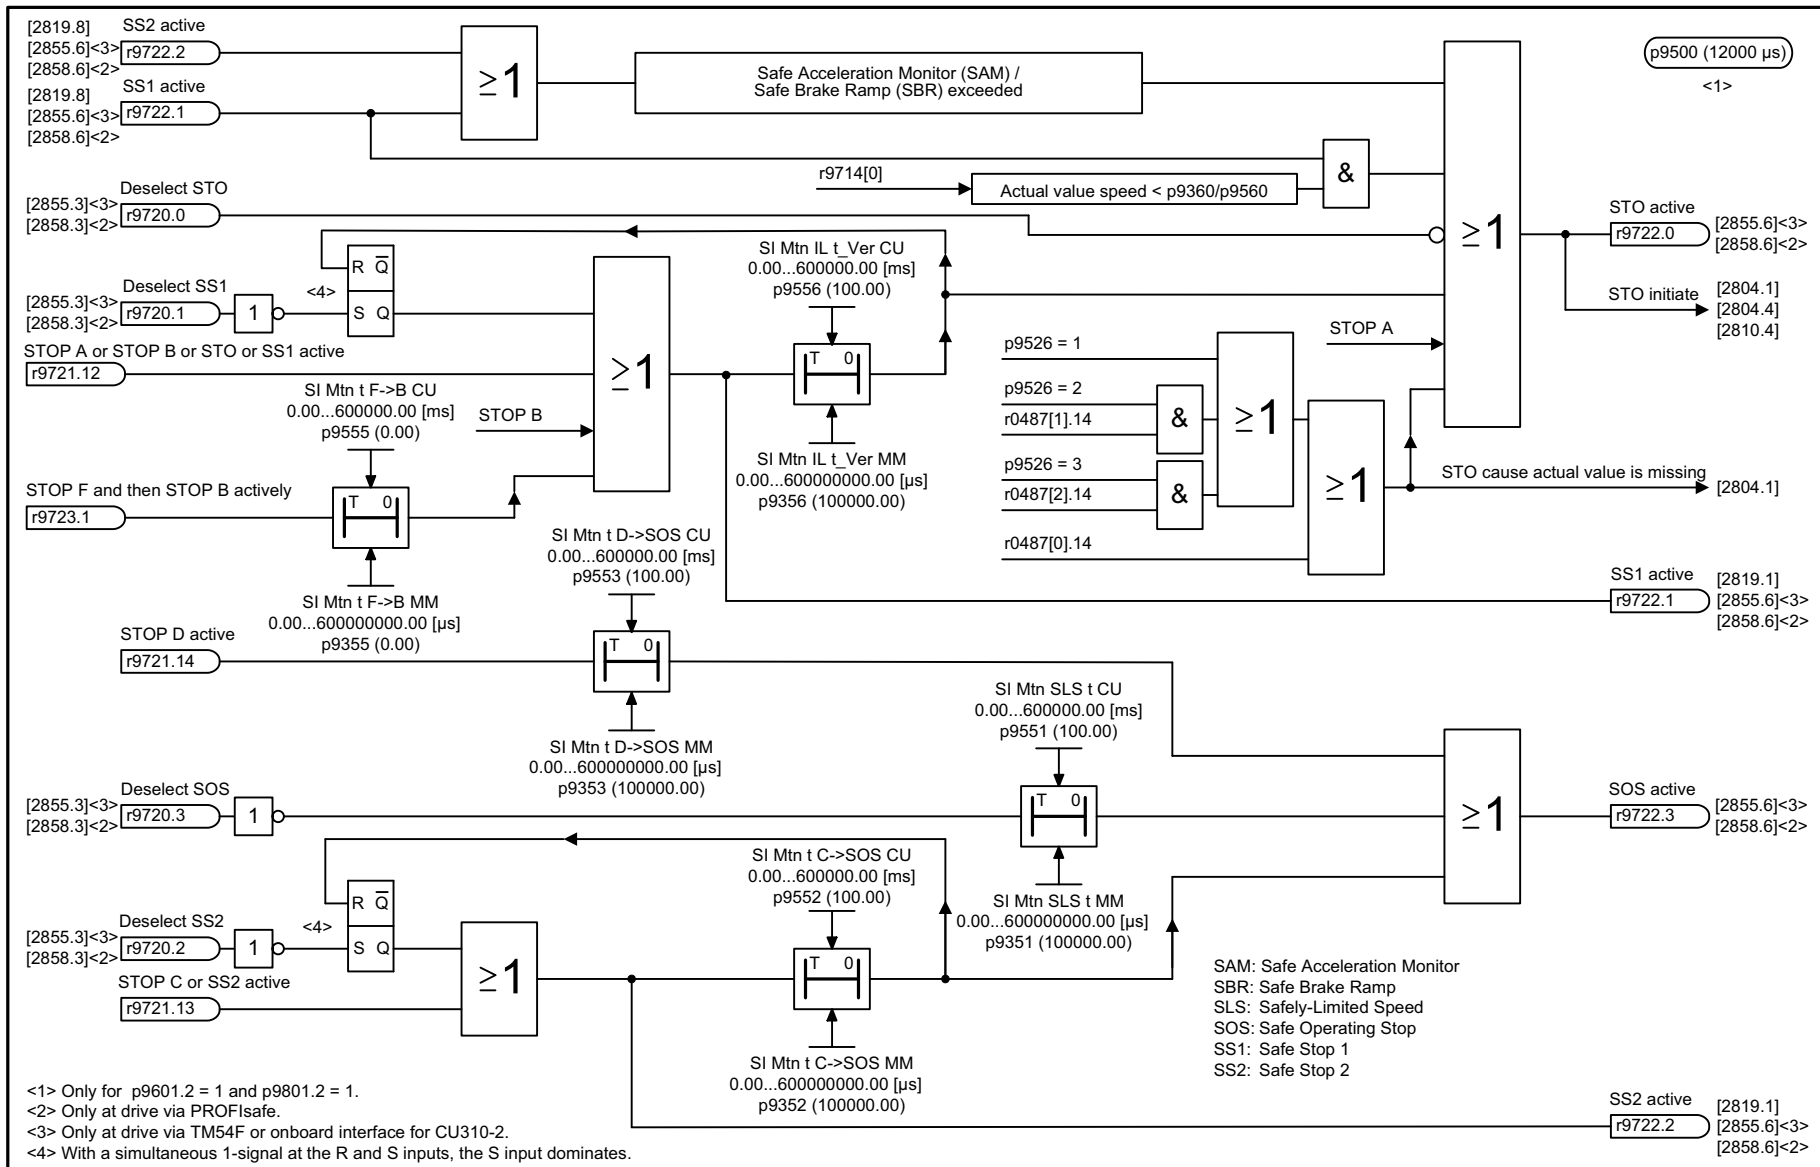 [2819.8]
[2855.6]<3>
[2858.6]<2>
SS2 active
r9722.2
[2819.8]
[2855.6]<3>
[2858.6]<2>
SS1 active
r9722.1
≥1
Safe Acceleration Monitor (SAM) /
Safe Brake Ramp (SBR) exceeded
p9500 (12000 µs)
<1>
r9714[0]
Actual value speed < p9360/p9560
&
Deselect STO
[2855.3]<3>
[2858.3]<2>
r9720.0
≥1
STO active
r9722.0
[2855.6]<3>
[2858.6]<2>
STO initiate
[2804.1]
[2804.4]
[2810.4]
Deselect SS1
[2855.3]<3>
[2858.3]<2>
r9720.1
1
<4>
R Q̅
S Q
SI Mtn IL t_Ver CU
0.00...600000.00 [ms]
p9556 (100.00)
T 0
SI Mtn IL t_Ver MM
0.00...600000000.00 [µs]
p9356 (100000.00)
STOP A or STOP B or STO or SS1 active
r9721.12
≥1
STOP B
SI Mtn t F->B CU
0.00...600000.00 [ms]
p9555 (0.00)
T 0
SI Mtn t F->B MM
0.00...600000000.00 [µs]
p9355 (0.00)
STOP F and then STOP B actively
r9723.1
STOP A
p9526 = 1
p9526 = 2
r0487[1].14
&
p9526 = 3
r0487[2].14
&
≥1
r0487[0].14
≥1
STO cause actual value is missing
[2804.1]
SS1 active
r9722.1
[2819.1]
[2855.6]<3>
[2858.6]<2>
STOP D active
r9721.14
SI Mtn t D->SOS CU
0.00...600000.00 [ms]
p9553 (100.00)
T 0
SI Mtn t D->SOS MM
0.00...600000000.00 [µs]
p9353 (100000.00)
SI Mtn SLS t CU
0.00...600000.00 [ms]
p9551 (100.00)
T 0
SI Mtn SLS t MM
0.00...600000000.00 [µs]
p9351 (100000.00)
Deselect SOS
[2855.3]<3>
[2858.3]<2>
r9720.3
1
≥1
SOS active
r9722.3
[2855.6]<3>
[2858.6]<2>
Deselect SS2
[2855.3]<3>
[2858.3]<2>
r9720.2
1
<4>
R Q̅
S Q
STOP C or SS2 active
r9721.13
≥1
SI Mtn t C->SOS CU
0.00...600000.00 [ms]
p9552 (100.00)
T 0
SI Mtn t C->SOS MM
0.00...600000000.00 [µs]
p9352 (100000.00)
SAM: Safe Acceleration Monitor
SBR: Safe Brake Ramp
SLS: Safely-Limited Speed
SOS: Safe Operating Stop
SS1: Safe Stop 1
SS2: Safe Stop 2
SS2 active
r9722.2
[2819.1]
[2855.6]<3>
[2858.6]<2>
<1> Only for p9601.2 = 1 and p9801.2 = 1.
<2> Only at drive via PROFIsafe.
<3> Only at drive via TM54F or onboard interface for CU310-2.
<4> With a simultaneous 1-signal at the R and S inputs, the S input dominates.